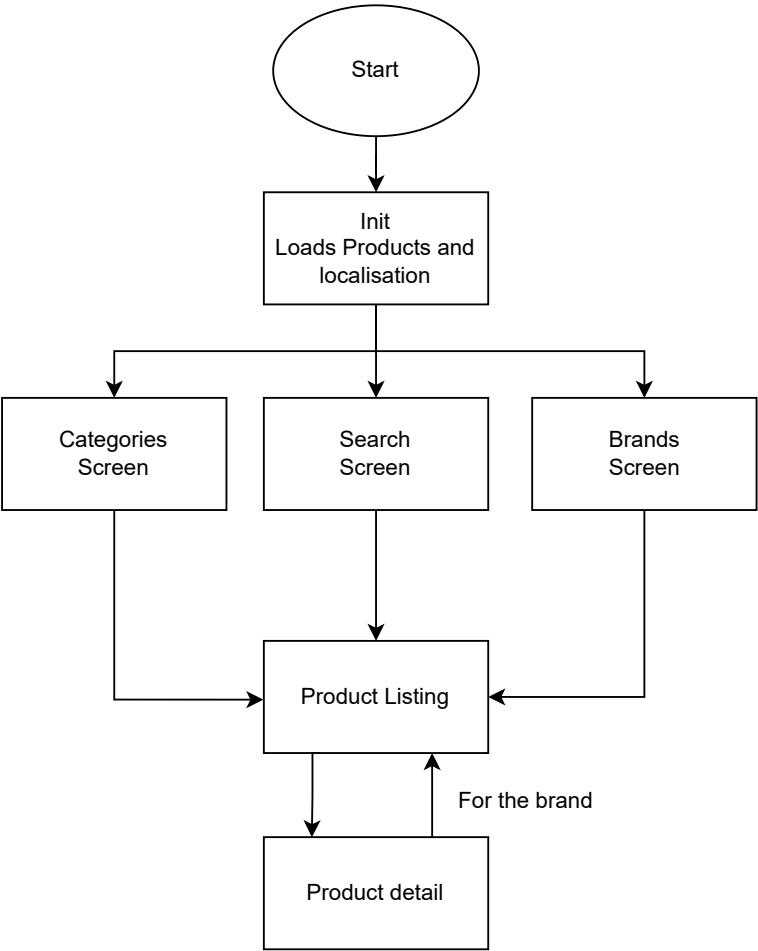 Start
Init
Loads Products and
localisation
Categories
Screen
Search
Screen
Brands
Screen
Product Listing
For the brand
Product detail